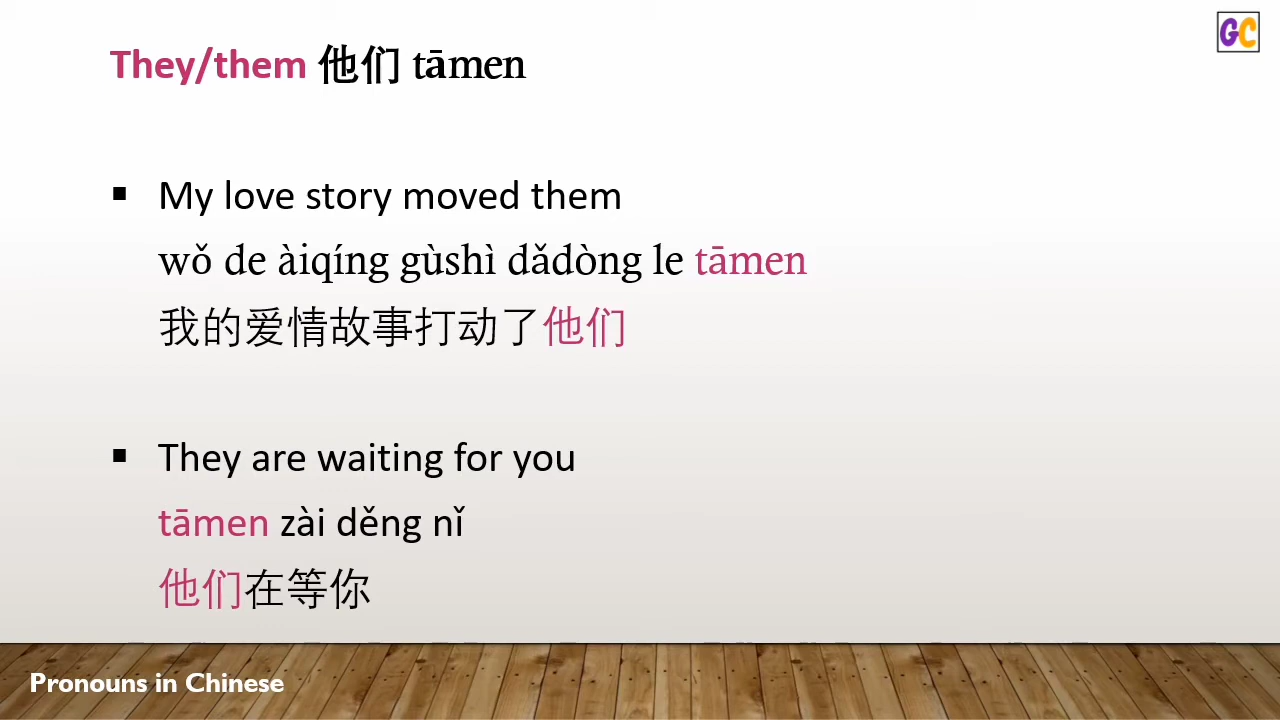 GC
They/them 他们 tāmen
▪ My love story moved them
wǒ de àiqíng gùshì dǎdòng le tāmen
我的爱情故事打动了他们
▪ They are waiting for you
tāmen zài děng nǐ
他们在等你
Pronouns in Chinese